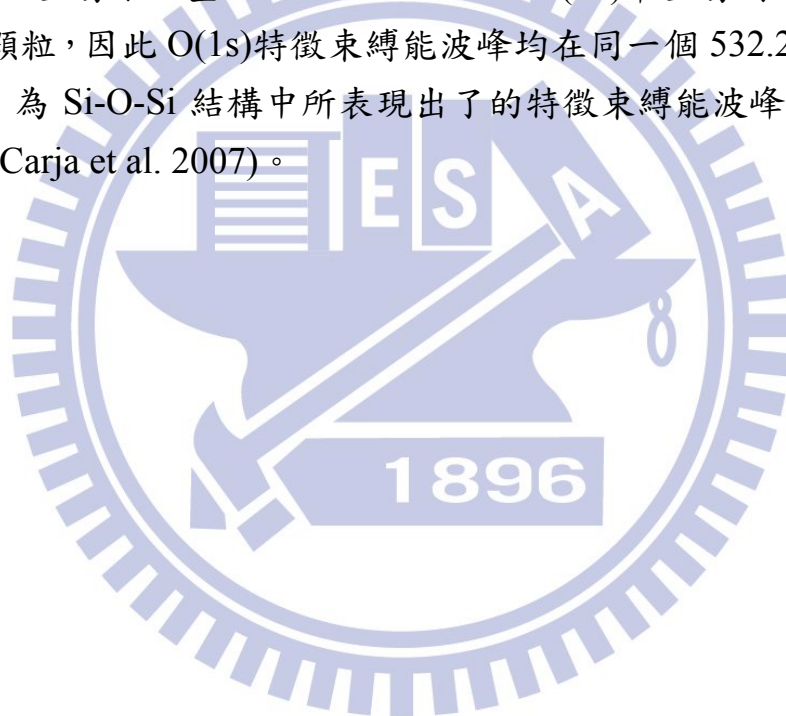 顆粒，因此 O(1s)特徵束縛能波峰均在同一個 532.2
為 Si-O-Si 結構中所表現出了的特徵束縛能波峰
Carja et al. 2007)。
E S A
1896